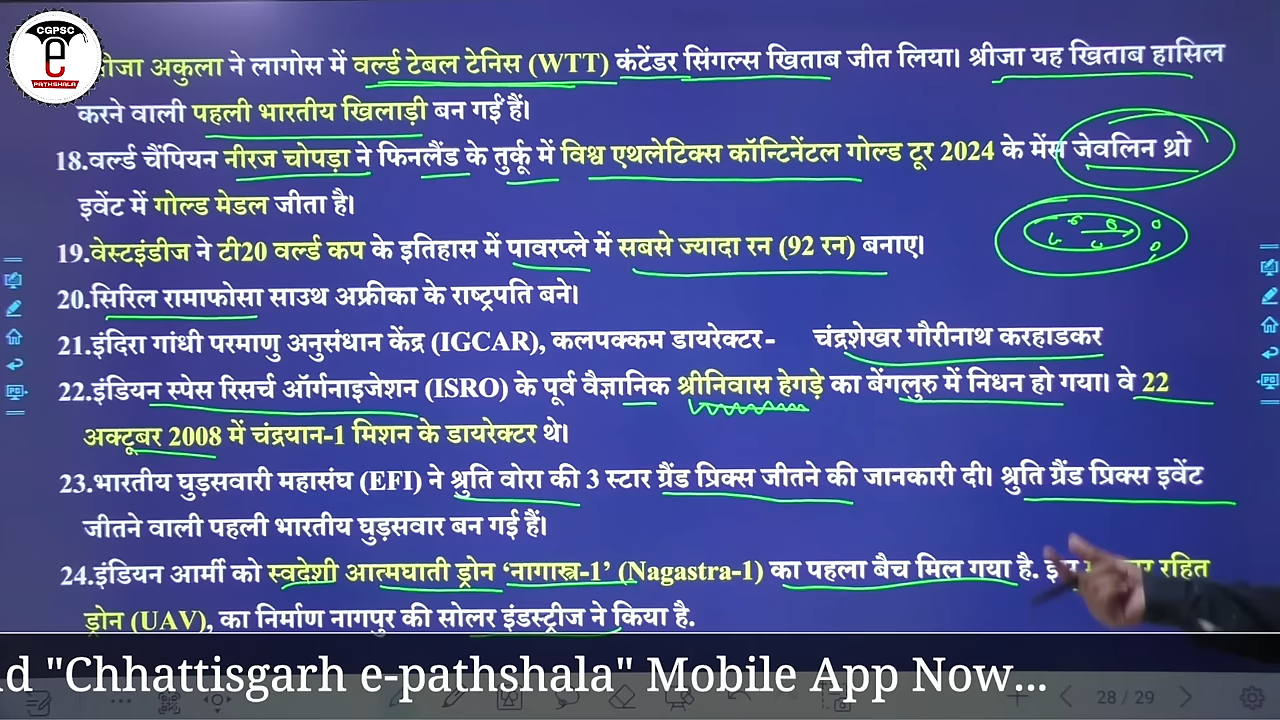 CGPSC
e
PATHSHALA
अकुला ने लागोस में वर्ल्ड टेबल टेनिस (WTT) कंटेंडर सिंगल्स खिताब जीत लिया। श्रीजा यह खिताब हासिल
करने वाली पहली भारतीय खिलाड़ी बन गईं हैं।
18.वर्ल्ड चैंपियन नीरज चोपड़ा ने फिनलैंड के तुर्कू में विश्व एथलेटिक्स कॉन्टिनेंटल गोल्ड टूर 2024 के मेंस जेवलिन थ्रो
इवेंट में गोल्ड मेडल जीता है।
19.वेस्टइंडीज ने टी20 वर्ल्ड कप के इतिहास में पावरप्ले में सबसे ज्यादा रन (92 रन) बनाए।
20.सिरिल रामाफोसा साउथ अफ्रीका के राष्ट्रपति बने।
21.इंदिरा गांधी परमाणु अनुसंधान केंद्र (IGCAR), कलपक्कम डायरेक्टर- चंद्रशेखर गौरीनाथ करहाडकर
22.इंडियन स्पेस रिसर्च ऑर्गनाइजेशन (ISRO) के पूर्व वैज्ञानिक श्रीनिवास हेगड़े का बेंगलुरु में निधन हो गया। वे 22
अक्टूबर 2008 में चंद्रयान-1 मिशन के डायरेक्टर थे।
23.भारतीय घुड़सवारी महासंघ (EFI) ने श्रुति वोरा की 3 स्टार ग्रैंड प्रिक्स जीतने की जानकारी दी। श्रुति ग्रैंड प्रिक्स इवेंट
जीतने वाली पहली भारतीय घुड़सवार बन गई हैं।
24.इंडियन आर्मी को स्वदेशी आत्मघाती ड्रोन ‘नागास्त्र-1’ (Nagastra-1) का पहला बैच मिल गया है. रहित
ड्रोन (UAV), का निर्माण नागपुर की सोलर इंडस्ट्रीज ने किया है.
"Chhattisgarh e-pathshala" Mobile App Now...
28 / 29